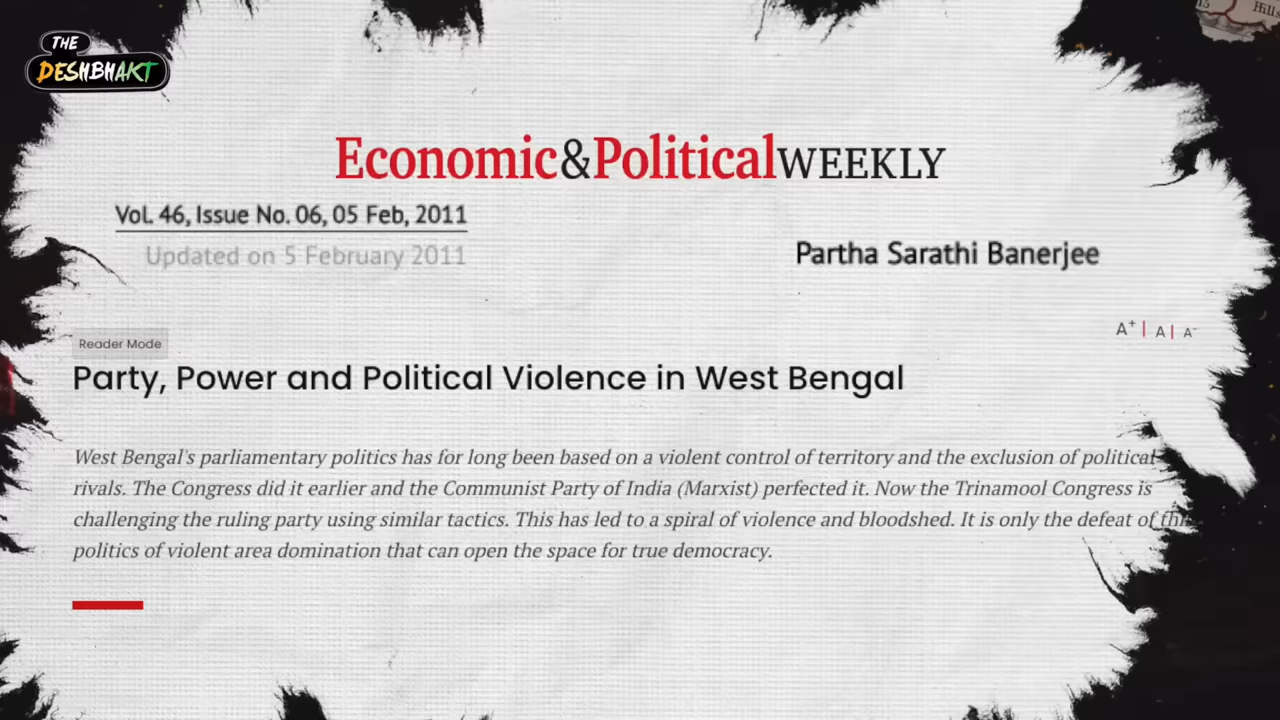 THE
DESHBHAKT
15
Hills
Economic&PoliticalWEEKLY
Vol. 46, Issue No. 06, 05 Feb, 2011
Updated on 5 February 2011
Partha Sarathi Banerjee
A+ | A | A-
Reader Mode
Party, Power and Political Violence in West Bengal
West Bengal's parliamentary politics has for long been based on a violent control of territory and the exclusion of political
rivals. The Congress did it earlier and the Communist Party of India (Marxist) perfected it. Now the Trinamool Congress is
challenging the ruling party using similar tactics. This has led to a spiral of violence and bloodshed. It is only the defeat of this
politics of violent area domination that can open the space for true democracy.